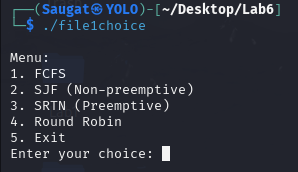 ┌──(Saugat㉿YOLO)-[~/Desktop/Lab6]
└─$ ./file1choice
Menu:
1. FCFS
2. SJF (Non-preemptive)
3. SRTN (Preemptive)
4. Round Robin
5. Exit
Enter your choice: